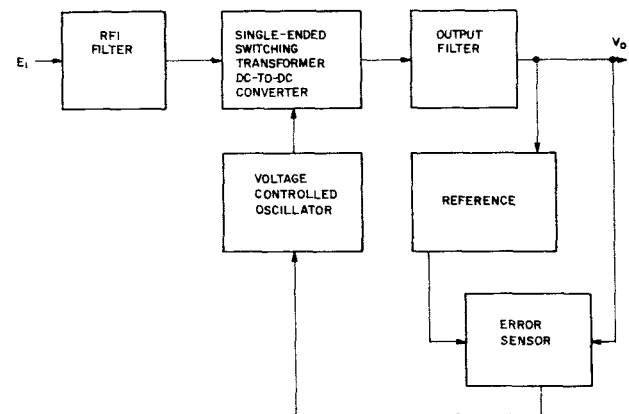 RFI
FILTER
SINGLE-ENDED
SWITCHING
TRANSFORMER
DC-TO-DC
CONVERTER
OUTPUT
FILTER
E₁
V₀
VOLTAGE
CONTROLLED
OSCILLATOR
REFERENCE
ERROR
SENSOR